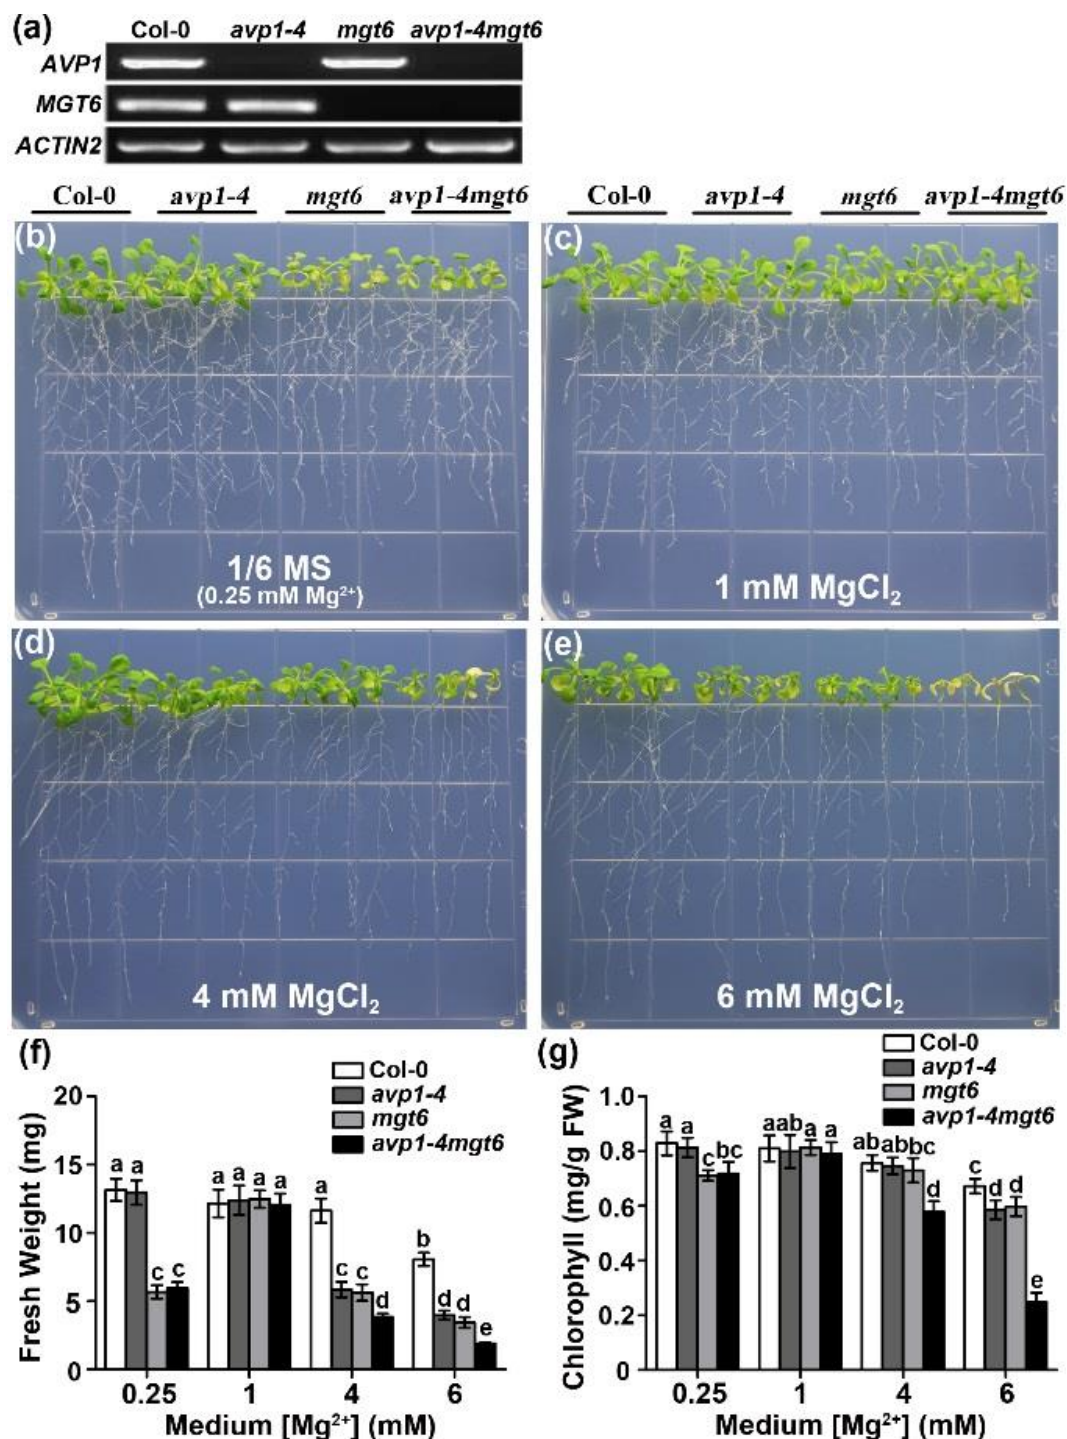 (a)
Col-0 avp1-4 mgt6 avp1-4mgt6
AVP1
MGT6
ACTIN2
Col-0 avp1-4 mgt6 avp1-4mgt6 Col-0 avp1-4 mgt6 avp1-4mgt6
(b)
1/6 MS
(0.25 mM Mg²⁺)
(c)
1 mM MgCl₂
(d)
4 mM MgCl₂
(e)
6 mM MgCl₂
(f)
Col-0
avp1-4
mgt6
avp1-4mgt6
Fresh Weight (mg)
20
15
10
5
0
a a c c a a a a a c c d b d d e
0.25 1 4 6
Medium [Mg²⁺] (mM)
(g)
Col-0
avp1-4
mgt6
avp1-4mgt6
Chlorophyll (mg/g FW)
1.0
0.8
0.6
0.4
0.2
0
a a c bc a ab a a ab ab bc d c d d e
0.25 1 4 6
Medium [Mg²⁺] (mM)